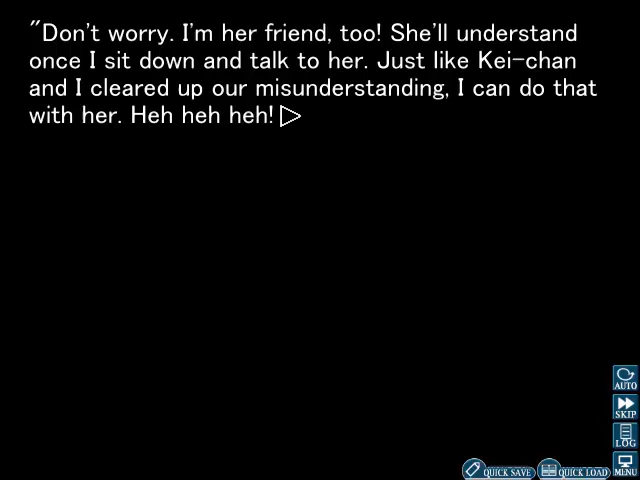 "Don't worry. I'm her friend, too! She'll understand
once I sit down and talk to her. Just like Kei-chan
and I cleared up our misunderstanding, I can do that
with her. Heh heh heh!
AUTO
SKIP
LOG
MENU
QUICK SAVE
QUICK LOAD